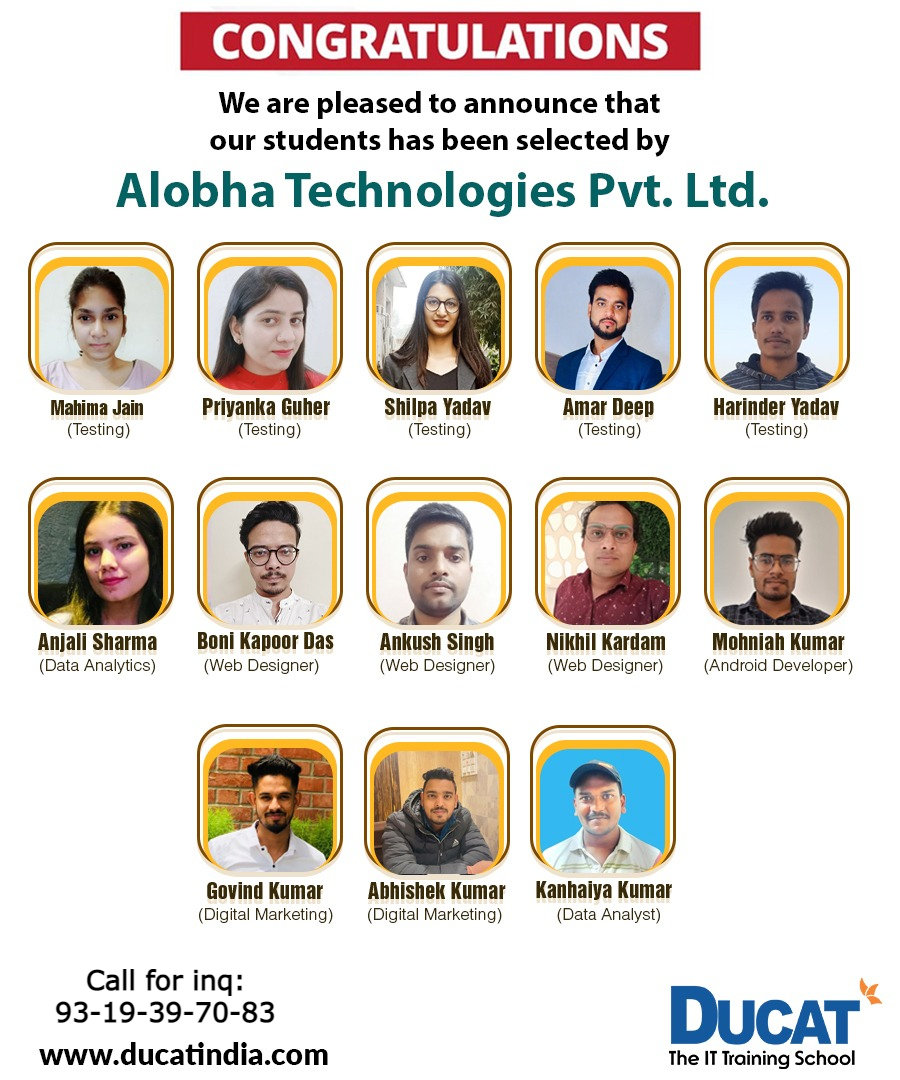 CONGRATULATIONS
We are pleased to announce that
our students has been selected by
Alobha Technologies Pvt. Ltd.
Mahima Jain Priyanka Guher Shilpa Yadav Amar Deep Harinder Yadav
(Testing) (Testing) (Testing) (Testing) (Testing)
Anjali Sharma Boni Kapoor Das Ankush Singh Nikhil Kardam Mohniah Kumar
(Data Analytics) (Web Designer) (Web Designer) (Web Designer) (Android Developer)
Govind Kumar Abhishek Kumar Kanhaiya Kumar
(Digital Marketing) (Digital Marketing) (Data Analyst)
Call for inq:
93-19-39-70-83
www.ducatindia.com
DUCAT
The IT Training School